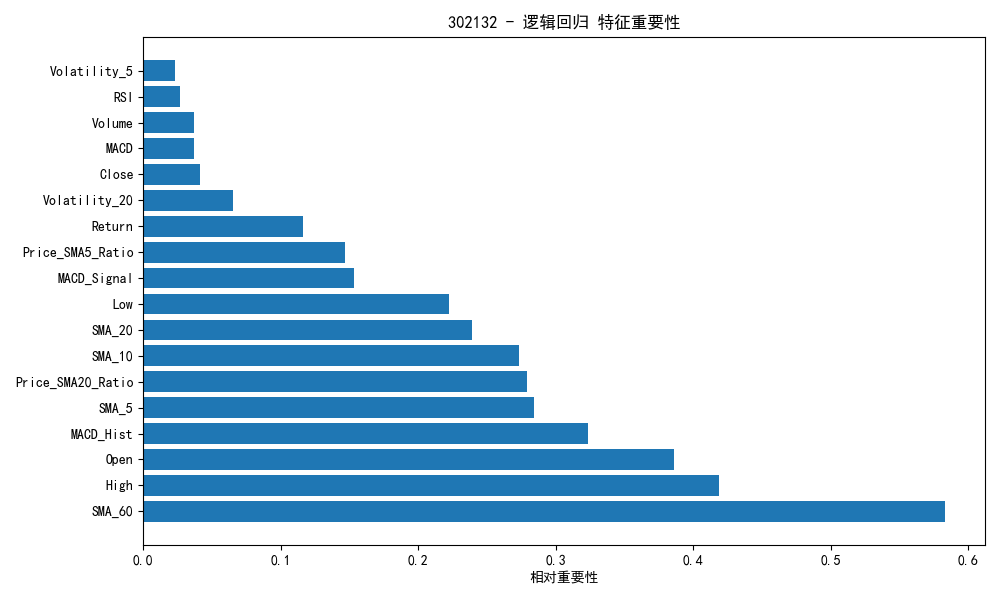 302132 - 逻辑回归 特征重要性
Volatility_5
RSI
Volume
MACD
Close
Volatility_20
Return
Price_SMA5_Ratio
MACD_Signal
Low
SMA_20
SMA_10
Price_SMA20_Ratio
SMA_5
MACD_Hist
Open
High
SMA_60
0.0 0.1 0.2 0.3 0.4 0.5 0.6
相对重要性